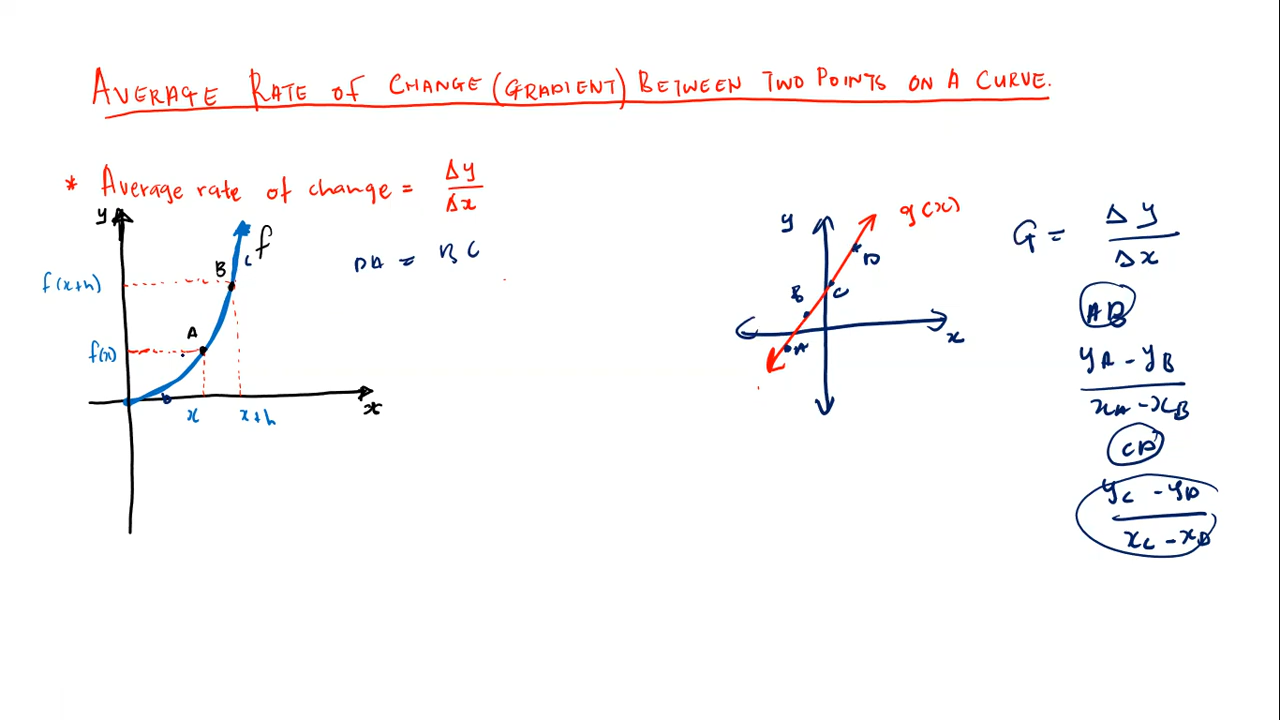 AVERAGE RATE OF CHANGE (GRADIENT) BETWEEN TWO POINTS ON A CURVE.
* Average rate of change = Δy/Δx
y
f
B C
f(x+h)
A
f(x)
D
x x+h
x
DA = BC
y
g(x)
D
B
C
A
x
G = Δy/Δx
AB
yA - yB
xA - xB
CD
yC - yD
xC - xD